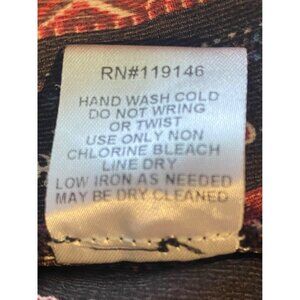 RN#119146
HAND WASH COLD
DO NOT WRING
OR TWIST
USE ONLY NON
CHLORINE BLEACH
LINE DRY
LOW IRON AS NEEDED
MAY BE DRY CLEANED